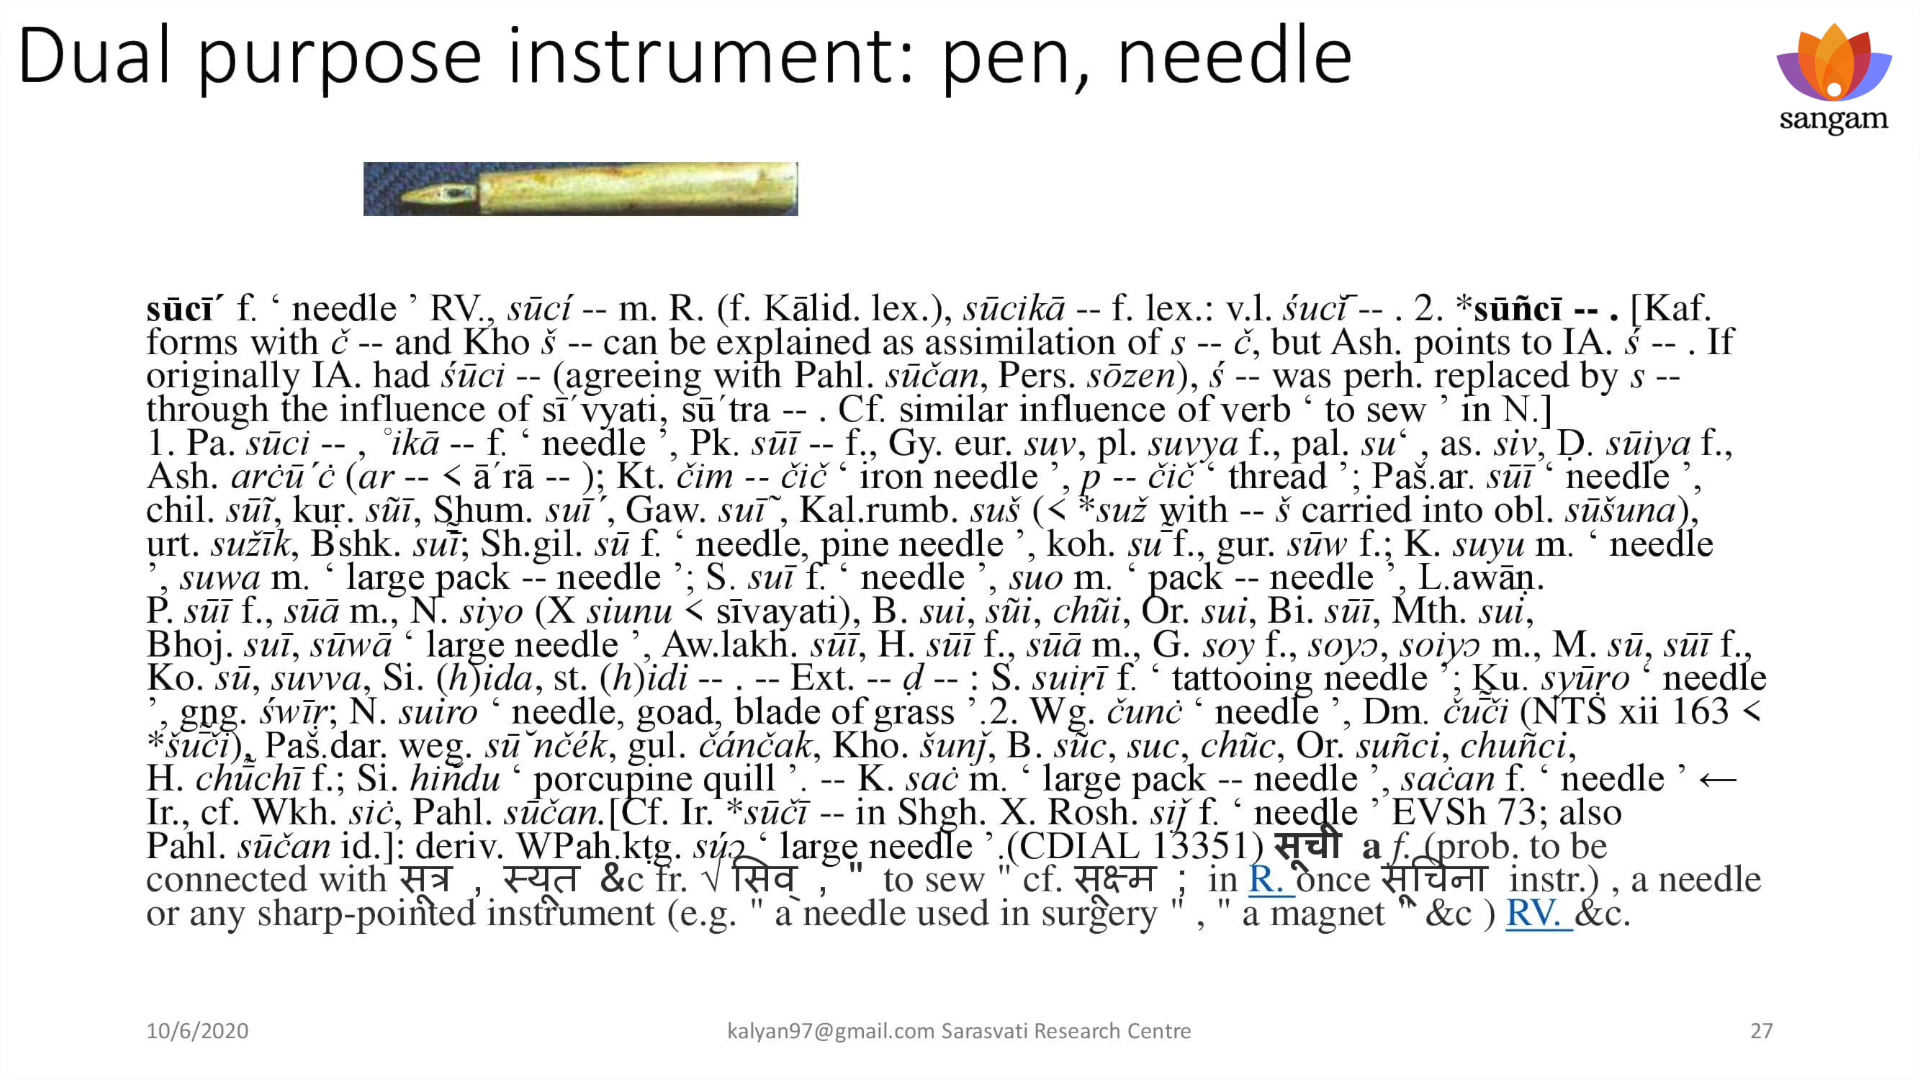 Dual purpose instrument: pen, needle
sangam
sūcī´ f. ‘ needle ’ RV., sūcí -- m. R. (f. Kālid. lex.), sūcikā -- f. lex.: v.l. śucī̆ -- . 2. *sūñcī -- . [Kaf.
forms with č -- and Kho š -- can be explained as assimilation of s -- č, but Ash. points to IA. ś -- . If
originally IA. had śūci -- (agreeing with Pahl. sūčan, Pers. sōzen), ś -- was perh. replaced by s --
through the influence of sī´vyati, sū´tra -- . Cf. similar influence of verb ‘ to sew ’ in N.]
1. Pa. sūci -- , °ikā -- f. ‘ needle ’, Pk. sūī -- f., Gy. eur. suv, pl. suvya f., pal. su‘ , as. siv, Ḍ. sūiya f.,
Ash. arċū´ċ (ar -- < ā´rā -- ); Kt. čim -- čič ‘ iron needle ’, p -- čič ‘ thread ’; Paš.ar. sūī ‘ needle ’,
chil. sūī̃, kuṛ. sū̃ī, Shum. suī´, Gaw. suī˜, Kal.rumb. suš (< *suž with -- š carried into obl. sūšuna),
urt. sužīk, Bshk. suī̃; Sh.gil. sū f. ‘ needle, pine needle ’, koh. sū̃ f., gur. sūw f.; K. suyu m. ‘ needle
’, suwa m. ‘ large pack -- needle ’; S. suī f. ‘ needle ’, suo m. ‘ pack -- needle ’, L.awāṇ.
P. sūī f., sūā m., N. siyo (X siunu < sīvayati), B. sui, sũi, chũi, Or. sui, Bi. sūī, Mth. sui,
Bhoj. suī, sūwā ‘ large needle ’, Aw.lakh. sūī, H. sūī f., sūā m., G. soy f., soyɔ, soiyɔ m., M. sū, sūī f.,
Ko. sū, suvva, Si. (h)ida, st. (h)idi -- . -- Ext. -- ḍ -- : S. suiṛī f. ‘ tattooing needle ’; Ku. syūṛo ‘ needle
’, gng. śwīṛ; N. suiro ‘ needle, goad, blade of grass ’.2. Wg. čunċ ‘ needle ’, Dm. čū̃či (NTS xii 163 <
*šuči), Paš.dar. weg. sū˘nčék, gul. čánčak, Kho. šunǰ, B. sũc, suc, chũc, Or. suñci, chuñci,
H. chū̃chī f.; Si. hiñdu ‘ porcupine quill ’. -- K. saċ m. ‘ large pack -- needle ’, saċan f. ‘ needle ’ ←
Ir., cf. Wkh. siċ, Pahl. sūčan.[Cf. Ir. *sūčī -- in Shgh. X. Rosh. siǰ f. ‘ needle ’ EVSh 73; also
Pahl. sūčan id.]: deriv. WPah.kṭg. súɔ ‘ large needle ’.(CDIAL 13351) सूची a f. (prob. to be
connected with सूत्र , स्यूत &c fr. √ सिव् , " to sew " cf. सूक्ष्म ; in R. once सूचिना instr.) , a needle
or any sharp-pointed instrument (e.g. " a needle used in surgery " , " a magnet " &c ) RV. &c.
10/6/2020
kalyan97@gmail.com Sarasvati Research Centre
27